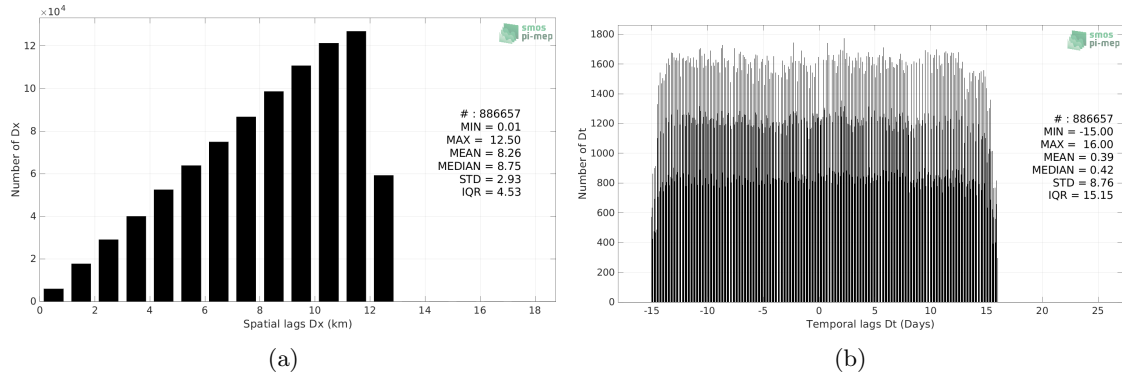 ×10⁴
12
10
8
6
4
2
0
0 2 4 6 8 10 12 14 16 18
Number of Dx
Spatial lags Dx (km)
smos
pi-mep
# : 886657
MIN = 0.01
MAX = 12.50
MEAN = 8.26
MEDIAN = 8.75
STD = 2.93
IQR = 4.53
(a)
1800
1600
1400
1200
1000
800
600
400
200
0
-15 -10 -5 0 5 10 15 20 25
Number of Dt
Temporal lags Dt (Days)
smos
pi-mep
# : 886657
MIN = -15.00
MAX = 16.00
MEAN = 0.39
MEDIAN = 0.42
STD = 8.76
IQR = 15.15
(b)